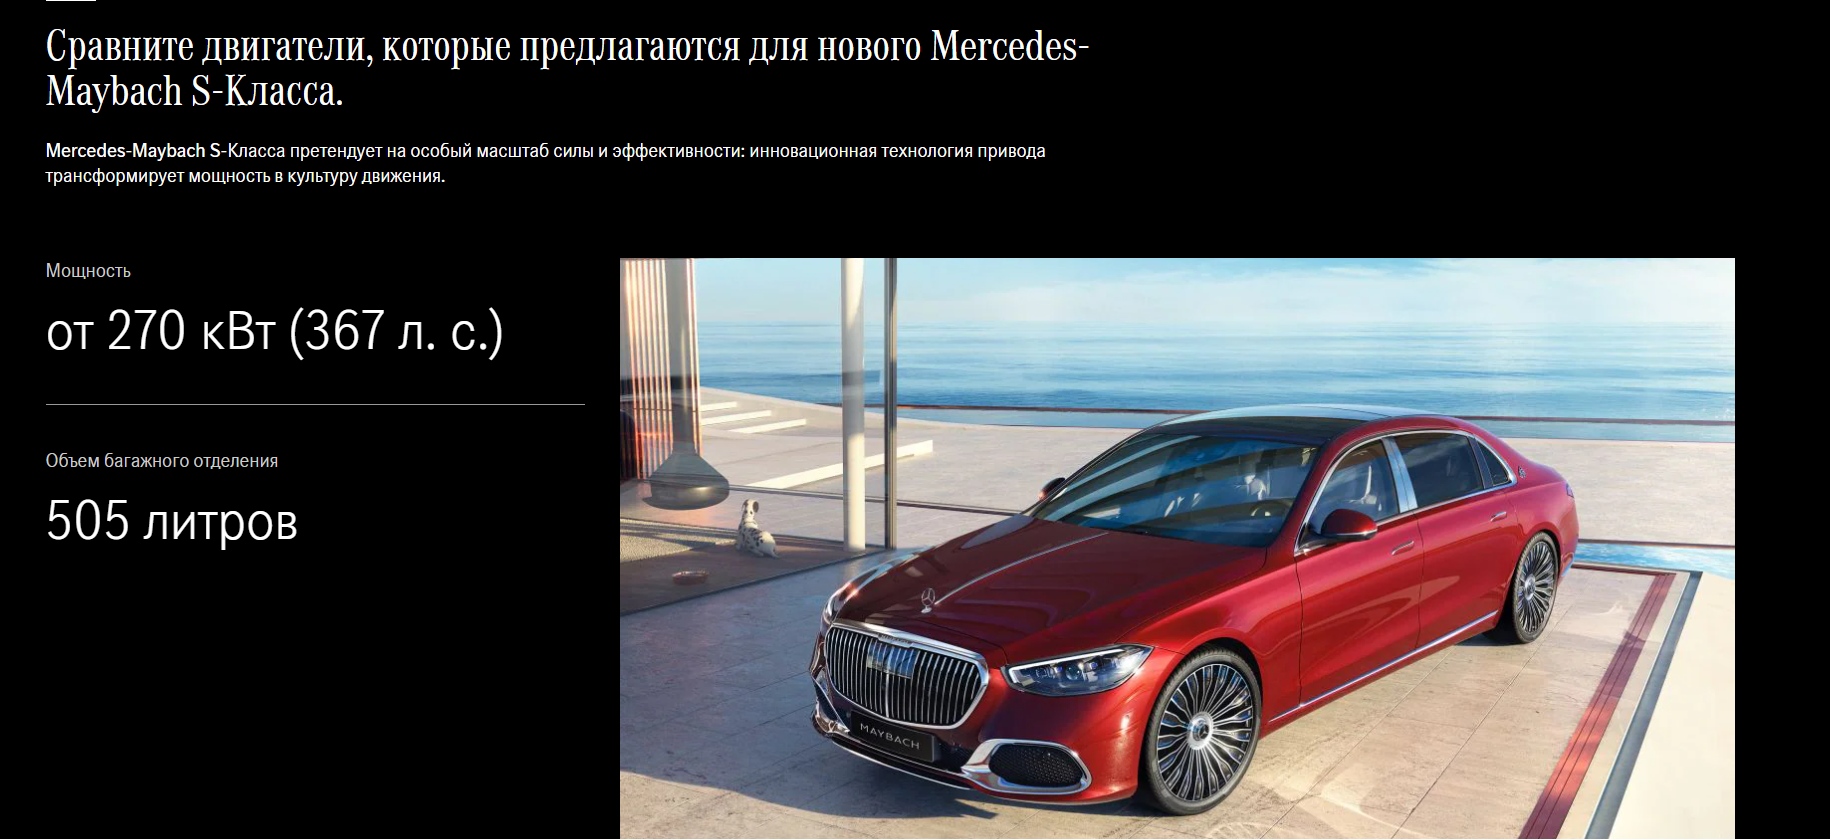 Сравните двигатели, которые предлагаются для нового Mercedes-
Maybach S-Класса.
Mercedes-Maybach S-Класса претендует на особый масштаб силы и эффективности: инновационная технология привода
трансформирует мощность в культуру движения.
Мощность
от 270 кВт (367 л. с.)
Объем багажного отделения
505 литров
MAYBACH